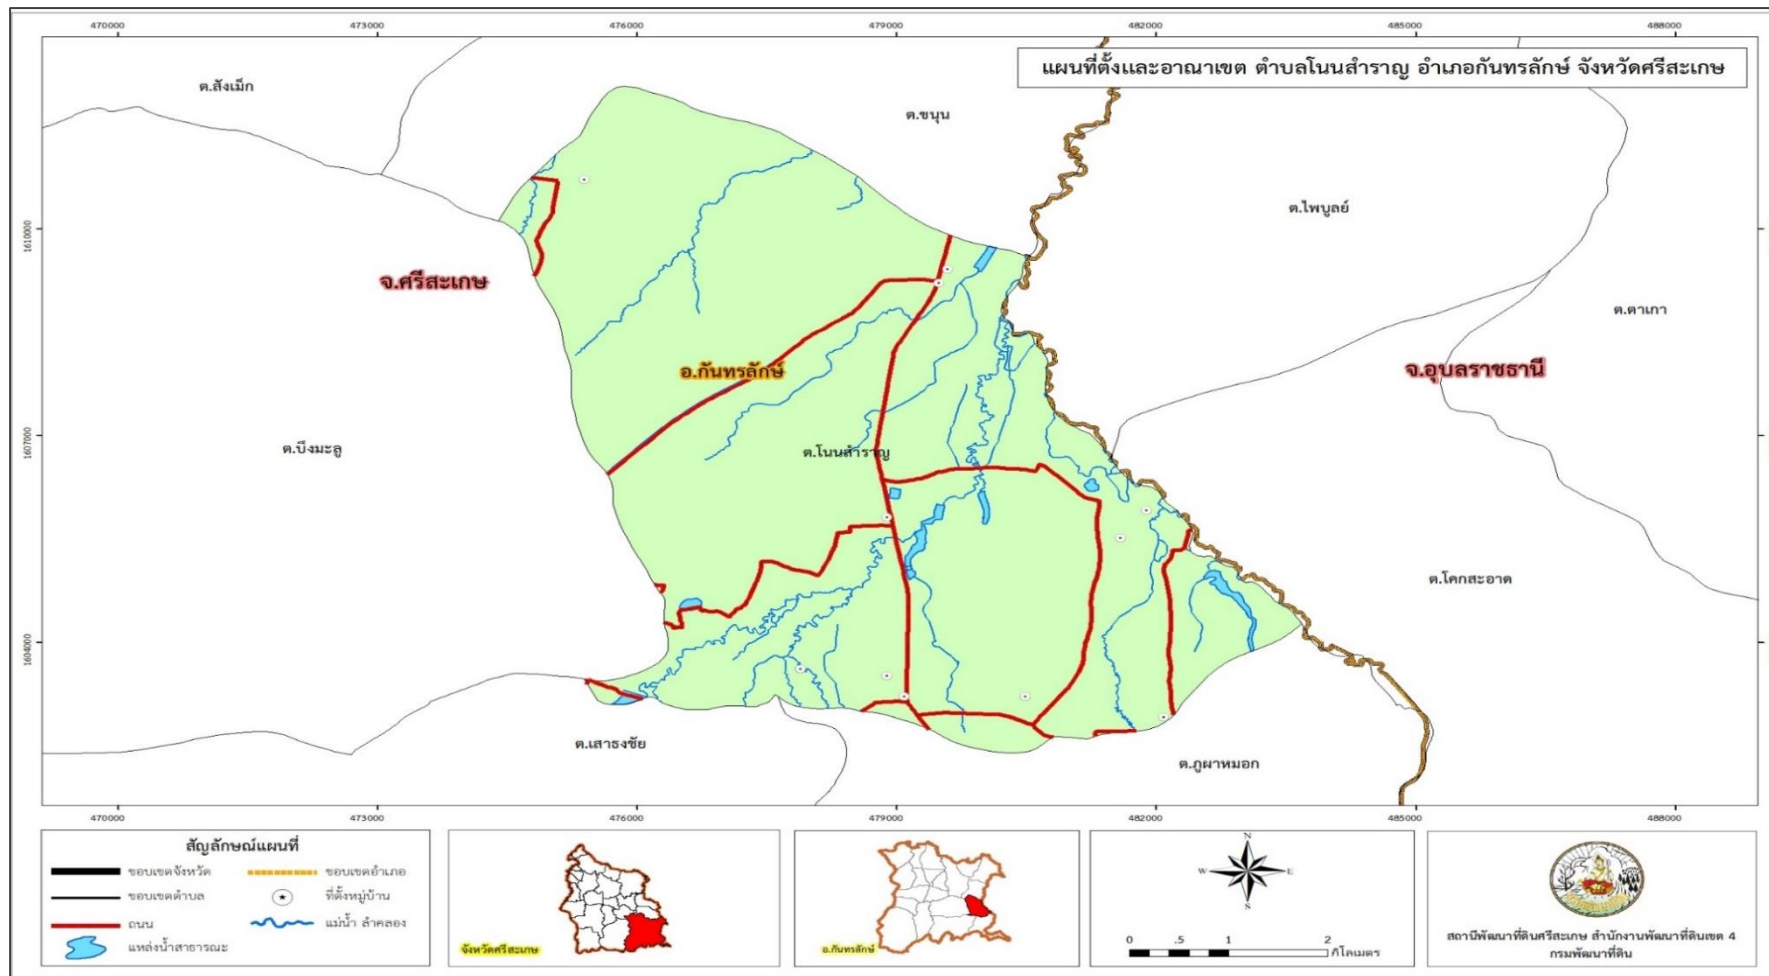 470000 473000 476000 479000 482000 485000 488000
แผนที่ตั้งและอาณาเขต ตำบลโนนสำราญ อำเภอกันทรลักษ์ จังหวัดศรีสะเกษ
ต.สังเม็ก
ต.ขนุน
ต.ไพบูลย์
1610000
จ.ศรีสะเกษ
ต.ตาเกา
อ.กันทรลักษ์
จ.อุบลราชธานี
1607000
ต.บึงมะลู
ต.โนนสำราญ
ต.โคกสะอาด
1604000
ต.เสาธงชัย
ต.ภูผาหมอก
470000 473000 476000 479000 482000 485000 488000
สัญลักษณ์แผนที่
ขอบเขตจังหวัด
ขอบเขตอำเภอ
ขอบเขตตำบล
ที่ตั้งหมู่บ้าน
ถนน
แม่น้ำ ลำคลอง
แหล่งน้ำสาธารณะ
จังหวัดศรีสะเกษ
อ.กันทรลักษ์
N
W E
S
0 .5 1 2
กิโลเมตร
สถานีพัฒนาที่ดินศรีสะเกษ สำนักงานพัฒนาที่ดินเขต 4
กรมพัฒนาที่ดิน